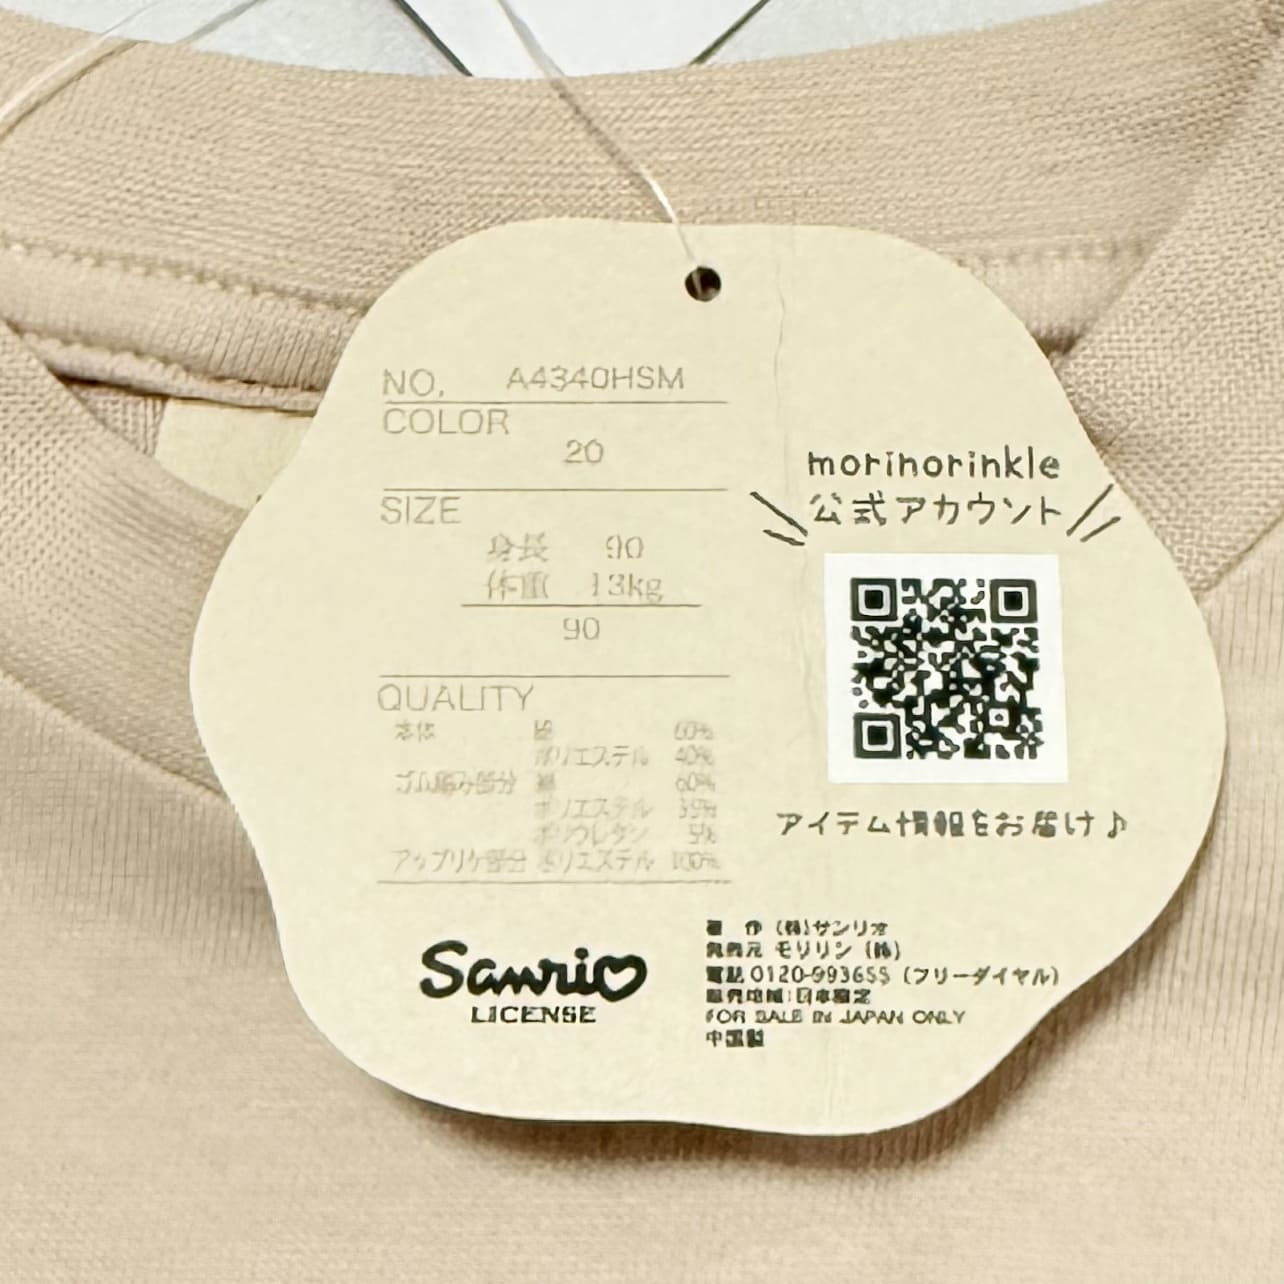 NO. A4340HSM
COLOR
20
SIZE
身長 90
体重 13kg
90
QUALITY
本体 綿 60%
ポリエステル 40%
ゴム編み部分 綿 60%
ポリエステル 35%
ポリウレタン 5%
アップリケ部分 ポリエステル 100%
Sanrio
LICENSE
morinorinkle
公式アカウント
アイテム情報をお届け♪
著作 (株)サンリオ
発売元 モリリン (株)
電話 0120-993655 (フリーダイヤル)
販売地域:日本限定
FOR SALE IN JAPAN ONLY
中国製